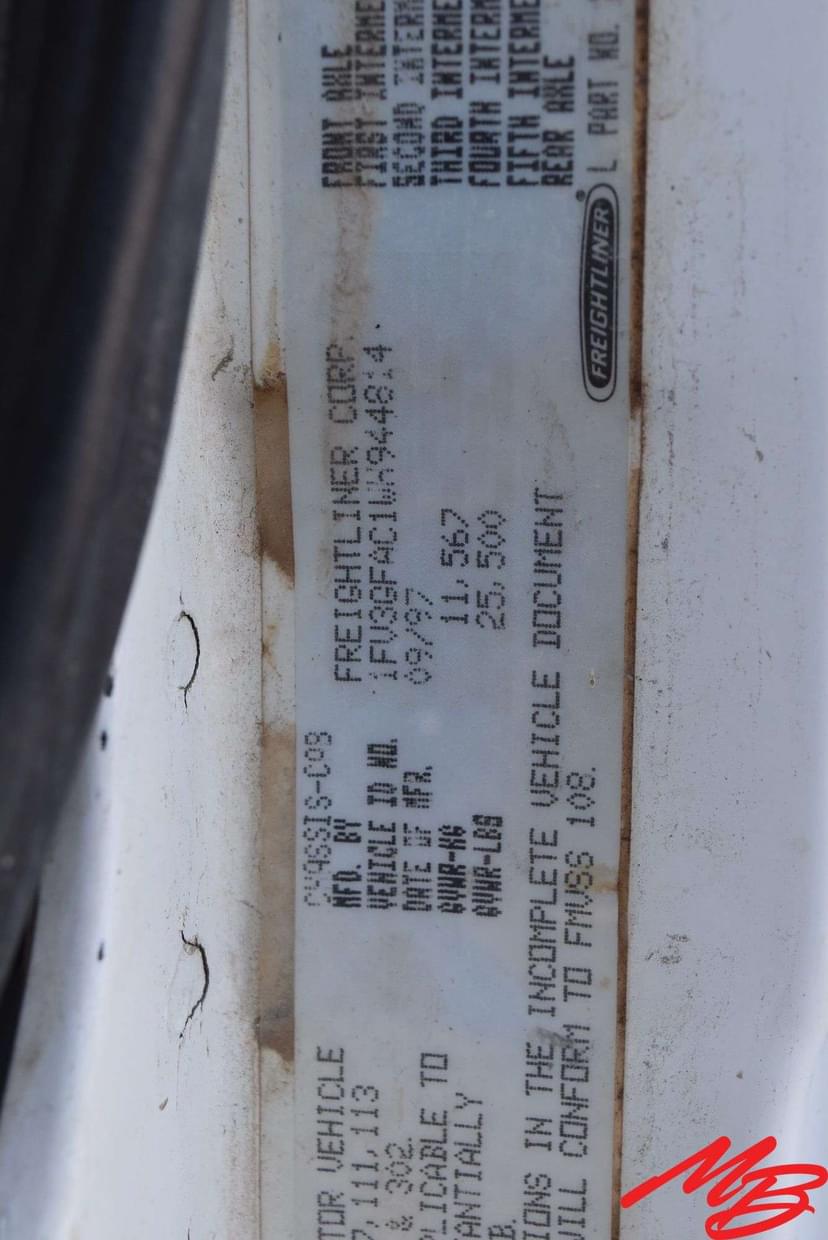 TOR VEHICLE
7, 111, 113
& 302.
PLICABLE TO
TANTIALLY
B.
IONS IN THE INCOMPLETE VEHICLE DOCUMENT
WILL CONFORM TO FMVSS 108.
CHASSIS-CAB
MFD. BY FREIGHTLINER CORP.
VEHICLE ID NO. 1FV3GFAC1WH944814
DATE OF MFR. 09/97
GVWR-KG 11,567
GVWR-LBS 25,500
FRONT AXLE
FIRST INTERME
SECOND INTERM
THIRD INTERME
FOURTH INTERM
FIFTH INTERME
REAR AXLE
FREIGHTLINER®
L PART NO. 
MB